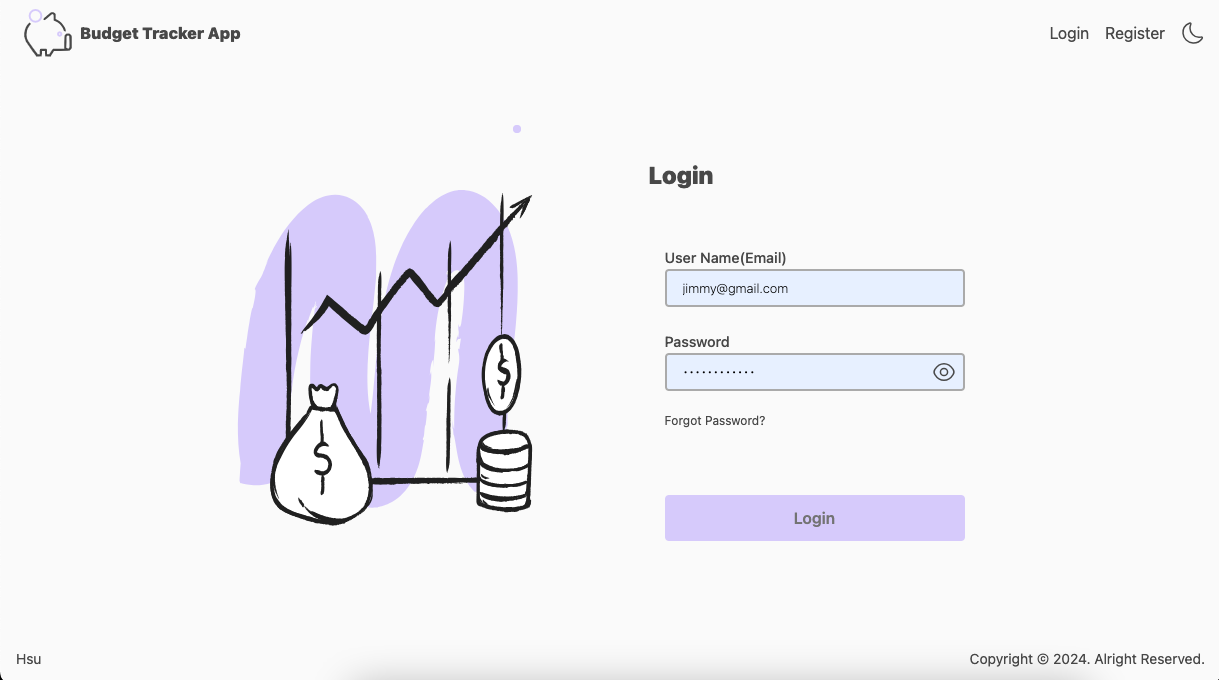 Budget Tracker App
Login
Register
Login
User Name(Email)
jimmy@gmail.com
Password
············
Forgot Password?
Login
$
$
Hsu
Copyright © 2024. Alright Reserved.